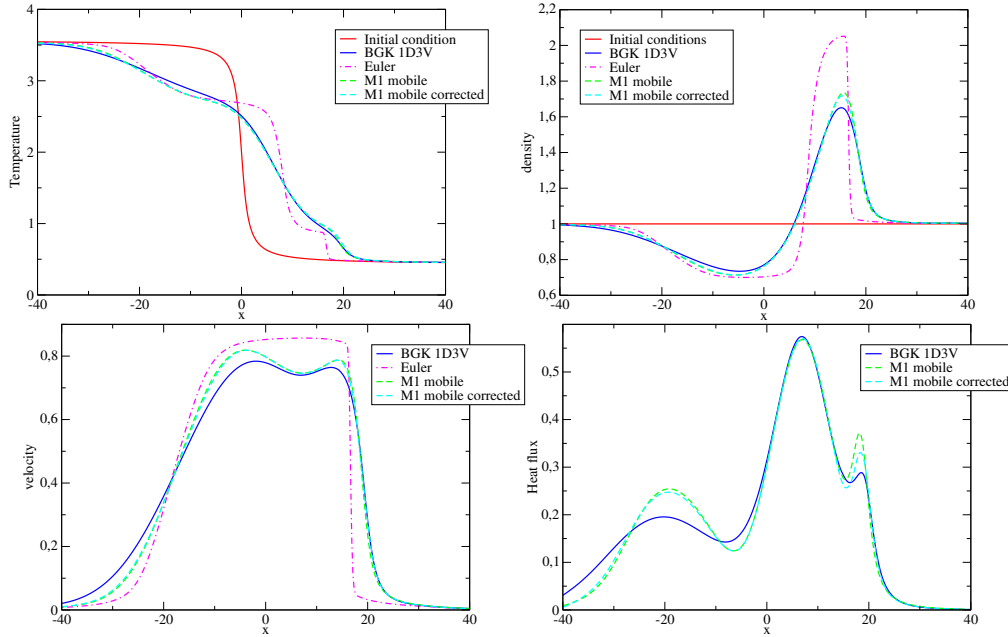 4
3
2
1
0
-40
-20
0
20
40
x
Temperature
Initial condition
BGK 1D3V
Euler
M1 mobile
M1 mobile corrected
2,2
2
1,8
1,6
1,4
1,2
1
0,8
0,6
-40
-20
0
20
40
x
density
Initial conditions
BGK 1D3V
Euler
M1 mobile
M1 mobile corrected
0,8
0,6
0,4
0,2
0
-40
-20
0
20
40
x
velocity
BGK 1D3V
Euler
M1 mobile
M1 mobile corrected
0,5
0,4
0,3
0,2
0,1
0
-40
-20
0
20
40
x
Heat flux
BGK 1D3V
M1 mobile
M1 mobile corrected